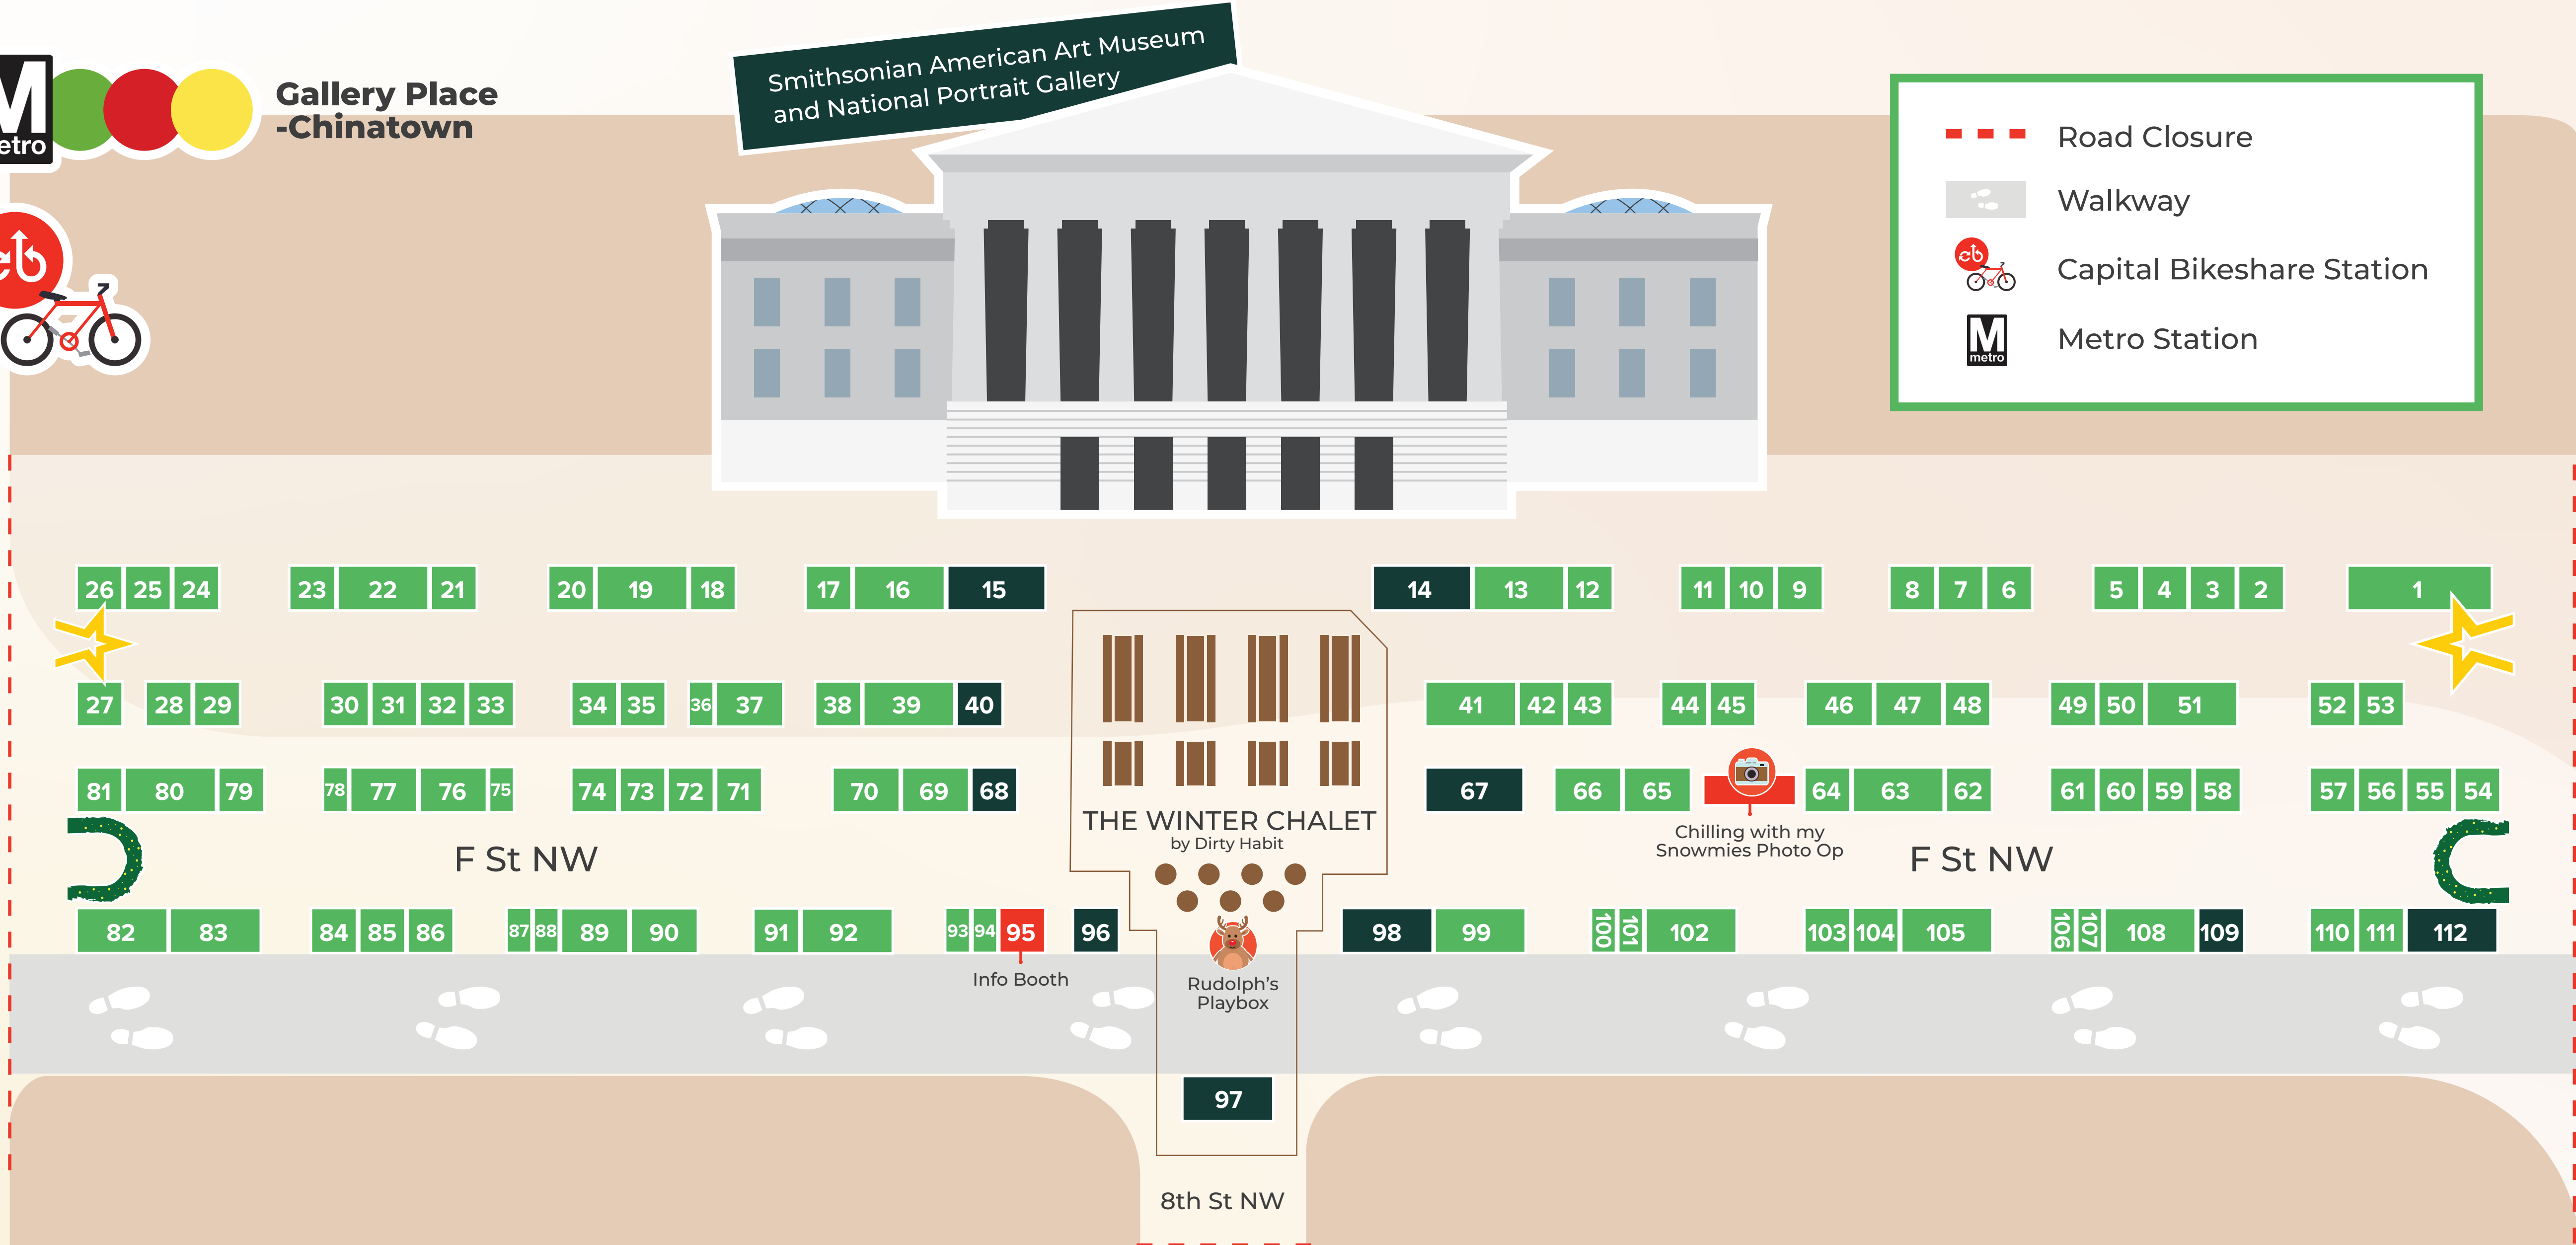 Smithsonian American Art Museum
and National Portrait Gallery
M
etro
Gallery Place
-Chinatown
cb
Road Closure
Walkway
cb
Capital Bikeshare Station
M
metro
Metro Station
26 25 24 23 22 21 20 19 18 17 16 15 14 13 12 11 10 9 8 7 6 5 4 3 2 1
27 28 29 30 31 32 33 34 35 36 37 38 39 40 41 42 43 44 45 46 47 48 49 50 51 52 53
81 80 79 78 77 76 75 74 73 72 71 70 69 68 67 66 65 64 63 62 61 60 59 58 57 56 55 54
THE WINTER CHALET
by Dirty Habit
Chilling with my
Snowmies Photo Op
F St NW
F St NW
82 83 84 85 86 87 88 89 90 91 92 93 94 95 96 98 99 100 101 102 103 104 105 106 107 108 109 110 111 112
Info Booth
Rudolph's
Playbox
97
8th St NW